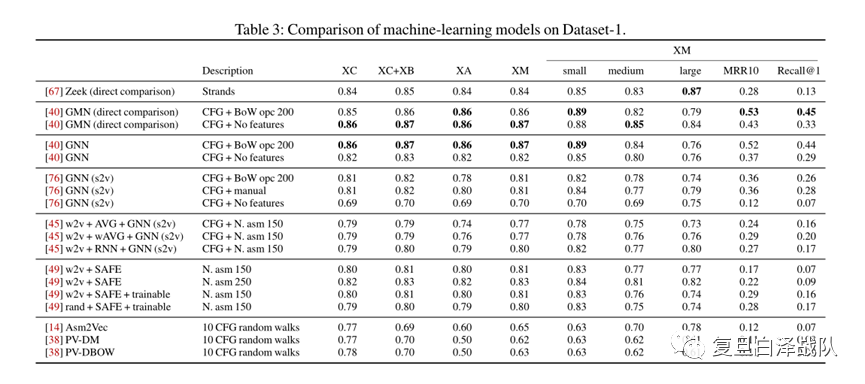 Table 3: Comparison of machine-learning models on Dataset-1.
XM
Description XC XC+XB XA XM small medium large MRR10 Recall@1
[67] Zeek (direct comparison) Strands 0.84 0.85 0.84 0.84 0.85 0.83 0.87 0.28 0.13
[40] GMN (direct comparison) CFG + BoW opc 200 0.85 0.86 0.86 0.86 0.89 0.82 0.79 0.53 0.45
[40] GMN (direct comparison) CFG + No features 0.86 0.87 0.86 0.87 0.88 0.85 0.84 0.43 0.33
[40] GNN CFG + BoW opc 200 0.86 0.87 0.86 0.87 0.89 0.84 0.76 0.52 0.44
[40] GNN CFG + No features 0.82 0.83 0.82 0.82 0.85 0.80 0.76 0.37 0.29
[76] GNN (s2v) CFG + BoW opc 200 0.81 0.82 0.78 0.81 0.82 0.78 0.74 0.36 0.26
[76] GNN (s2v) CFG + manual 0.81 0.82 0.80 0.81 0.84 0.77 0.79 0.36 0.28
[76] GNN (s2v) CFG + No features 0.69 0.70 0.69 0.70 0.70 0.69 0.75 0.12 0.07
[45] w2v + AVG + GNN (s2v) CFG + N. asm 150 0.79 0.79 0.74 0.77 0.78 0.75 0.73 0.24 0.16
[45] w2v + wAVG + GNN (s2v) CFG + N. asm 150 0.79 0.79 0.76 0.77 0.78 0.76 0.76 0.29 0.20
[45] w2v + RNN + GNN (s2v) CFG + N. asm 150 0.79 0.80 0.79 0.80 0.82 0.77 0.80 0.27 0.17
[49] w2v + SAFE N. asm 150 0.80 0.81 0.80 0.81 0.83 0.77 0.77 0.17 0.07
[49] w2v + SAFE N. asm 250 0.82 0.83 0.82 0.83 0.84 0.81 0.82 0.22 0.09
[49] w2v + SAFE + trainable N. asm 150 0.80 0.81 0.80 0.81 0.83 0.76 0.74 0.29 0.16
[49] rand + SAFE + trainable N. asm 150 0.79 0.80 0.79 0.80 0.83 0.75 0.74 0.28 0.17
[14] Asm2Vec 10 CFG random walks 0.77 0.69 0.60 0.65 0.63 0.70 0.78 0.12 0.07
[38] PV-DM 10 CFG random walks 0.77 0.70 0.50 0.62 0.63 0.62
[38] PV-DBOW 10 CFG random walks 0.78 0.70 0.50 0.63 0.63 0.62
复旦白泽战队